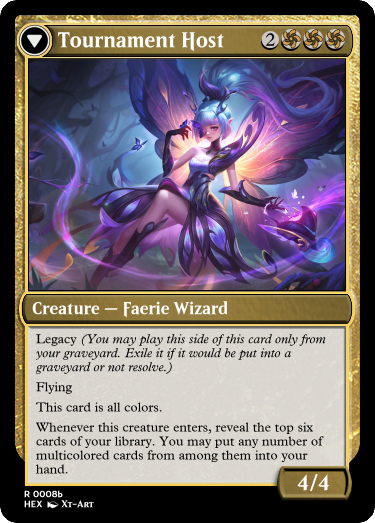 Tournament Host 2
Creature — Faerie Wizard
Legacy (You may play this side of this card only from
your graveyard. Exile it if it would be put into a
graveyard or not resolve.)
Flying
This card is all colors.
Whenever this creature enters, reveal the top six
cards of your library. You may put any number of
multicolored cards from among them into your
hand.
4/4
R 0008b
HEX Xt-Art